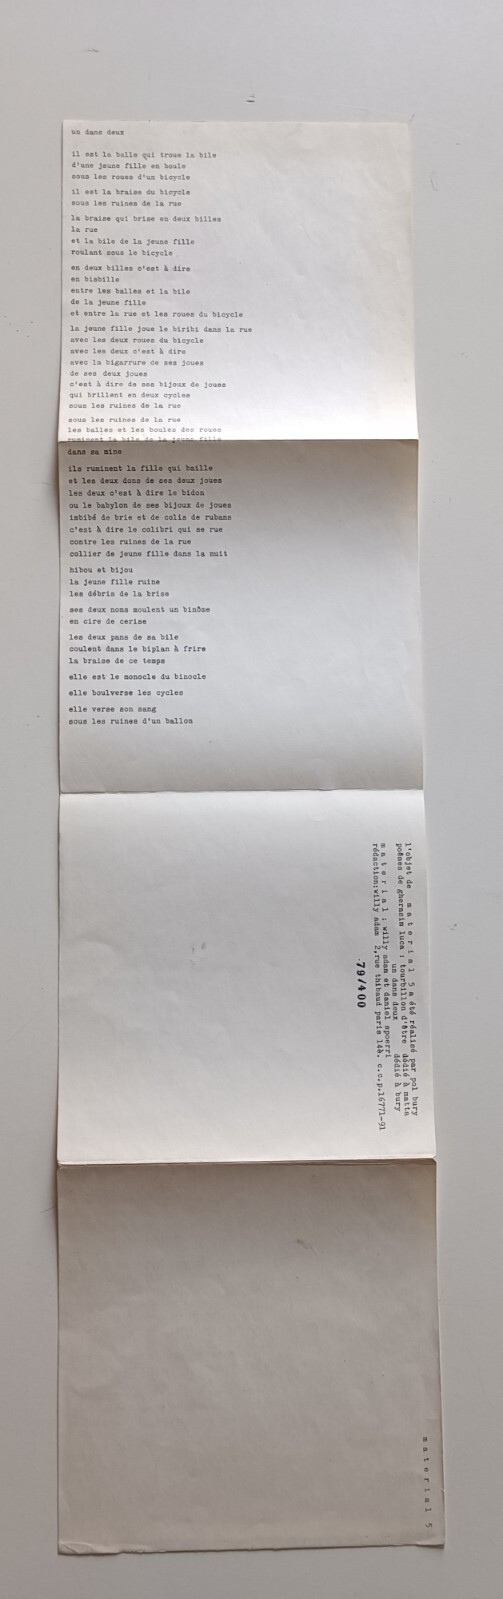 un dans deux
il est la balle qui troue la bile
d'une jeune fille en boule
sous les roues d'un bicycle
il est la braise du bicycle
sous les ruines de la rue
la braise qui brise en deux billes
la rue
et la bile de la jeune fille
roulant sous le bicycle
en deux billes c'est à dire
en bisbille
entre les balles et la bile
de la jeune fille
et entre la rue et les roues du bicycle
la jeune fille joue le biribi dans la rue
avec les deux roues du bicycle
avec les deux c'est à dire
avec la bigarrure de ses joues
de ses deux joues
c'est à dire de ses bijoux de joues
qui brillent en deux cycles
sous les ruines de la rue
sous les ruines de la rue
les balles et les boules des roues
ruminent la bile de la jeune fille
dans sa mine
ils ruminent la fille qui baille
et les deux dons de ses deux joues
les deux c'est à dire le bidon
ou le babylon de ses bijoux de joues
imbibé de brie et de colis de rubans
c'est à dire le colibri qui se rue
contre les ruines de la rue
collier de jeune fille dans la nuit
hibou et bijou
la jeune fille ruine
les débris de la brise
ses deux noms moulent un binôme
en cire de cerise
les deux pans de sa bile
coulent dans le biplan à frire
la braise de ce temps
elle est le monocle du binocle
elle boulverse les cycles
elle verse son sang
sous les ruines d'un ballon
l'objet de material 5 a été réalisé par pol bury
poèmes de gherasim luca : tourbillon d'être dédié à matta
un dans deux dédié à bury
material : willy adam et daniel spoerri
rédaction:willy adam 2,rue thibaud paris 14è. c.c.p.16771-91
79/400
material 5